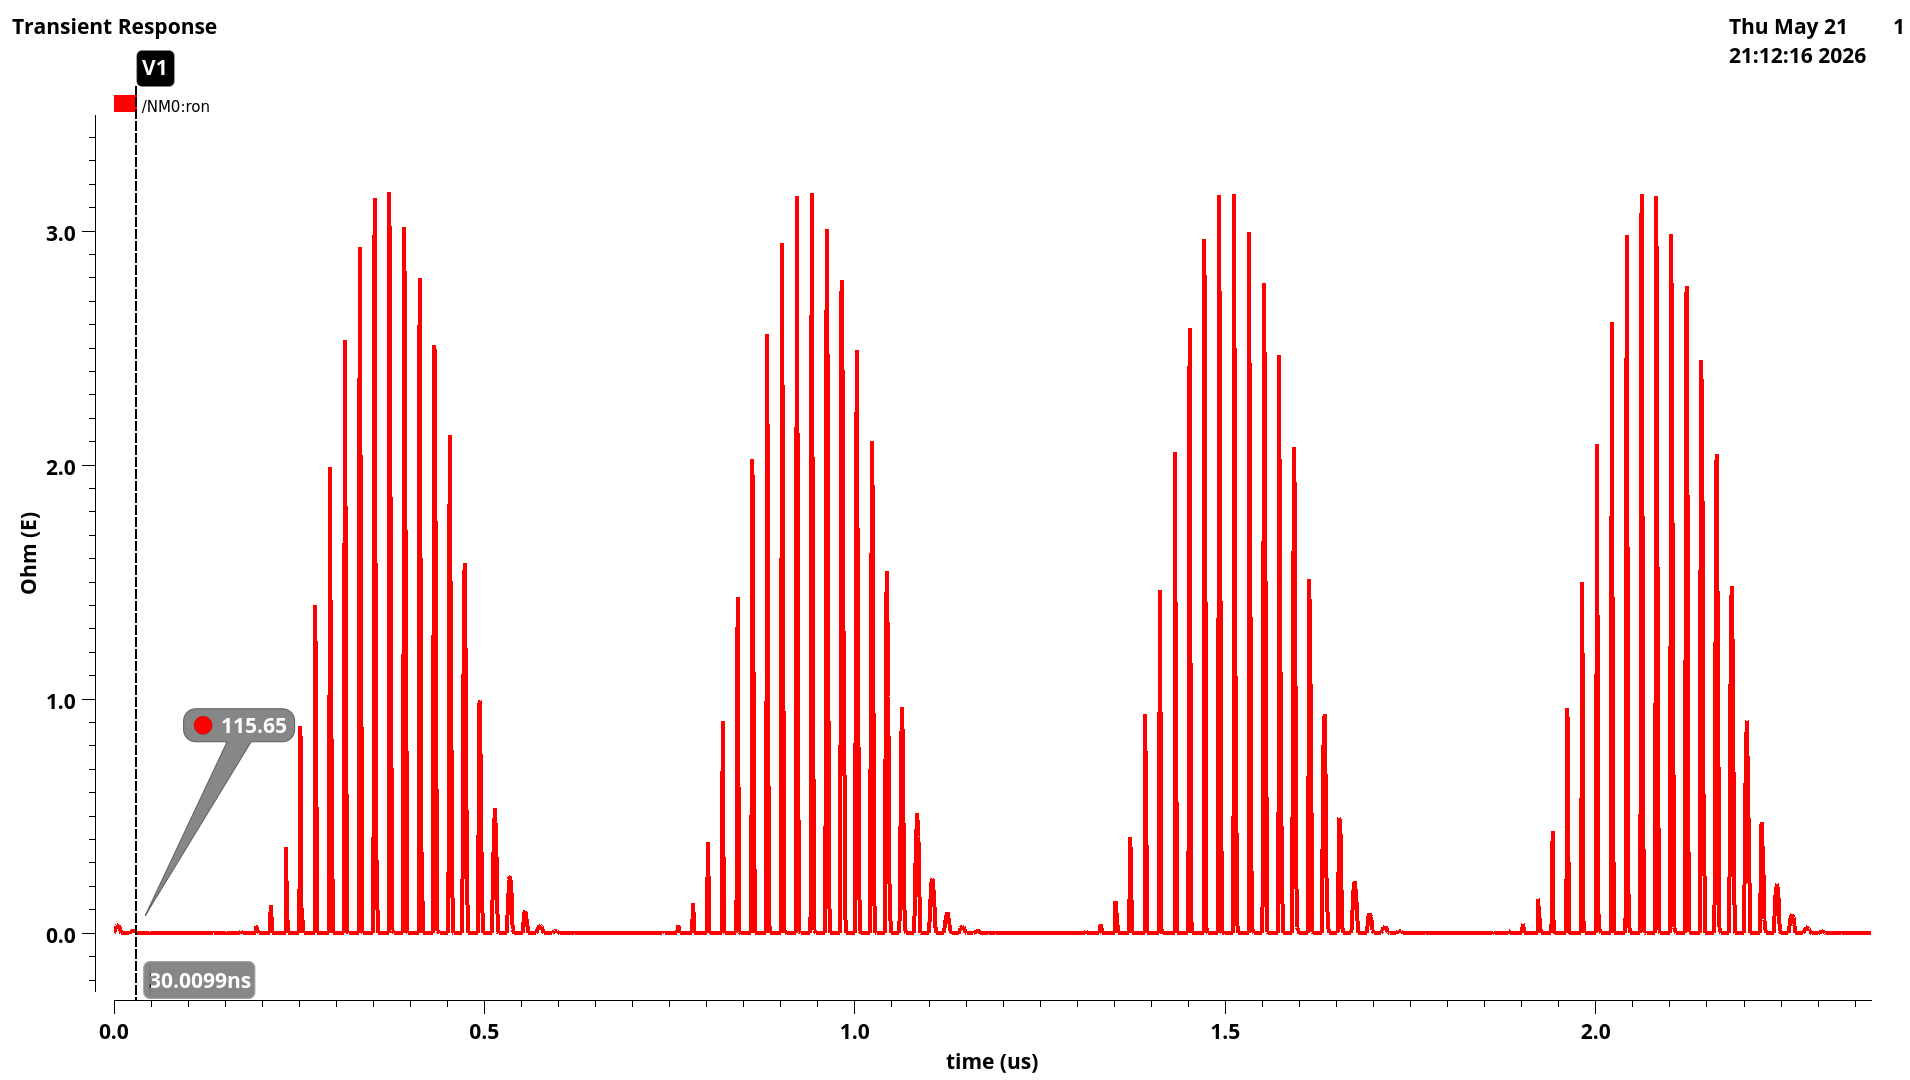 Transient Response
Thu May 21 1
21:12:16 2026
V1
/NM0:ron
3.0
2.0
1.0
0.0
Ohm (E)
115.65
30.0099ns
0.0 0.5 1.0 1.5 2.0
time (us)